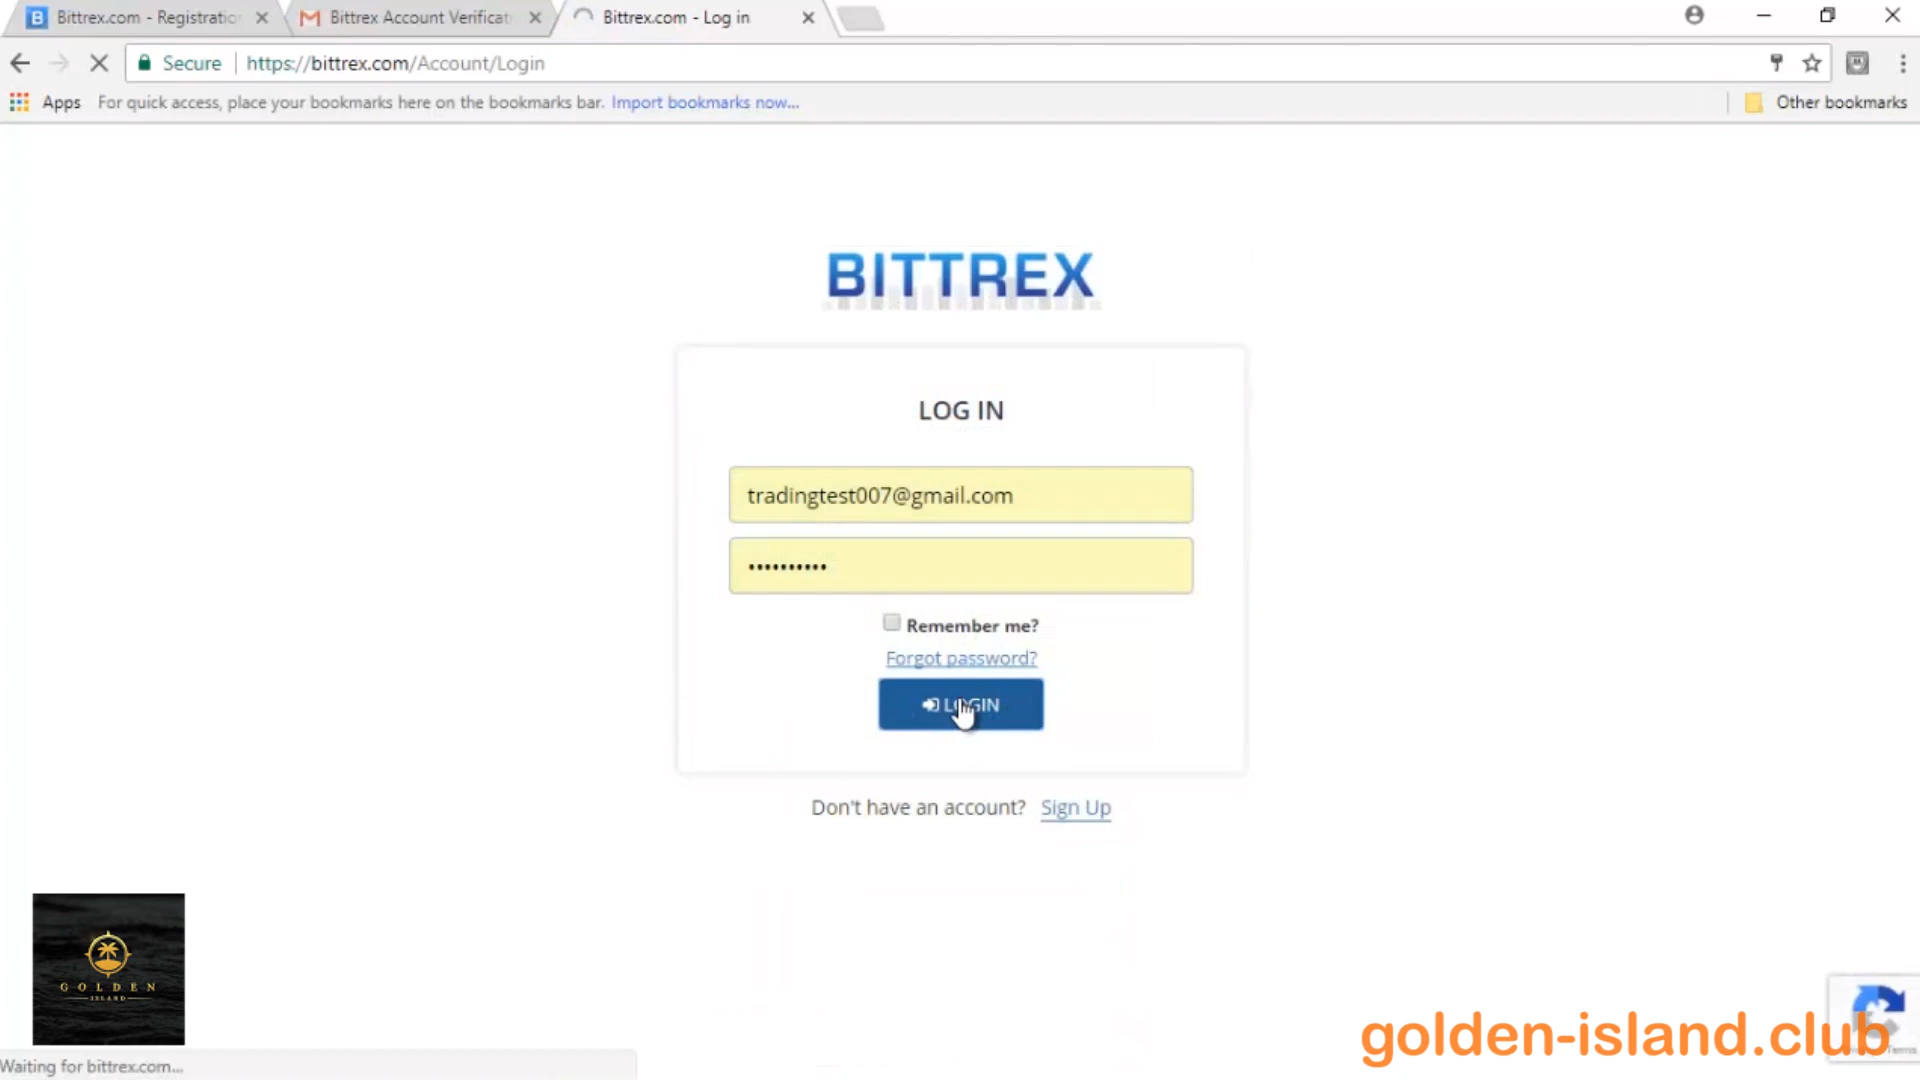 Bittrex.com - Registratio
Bittrex Account Verificat
Bittrex.com - Log in
Secure
https://bittrex.com/Account/Login
Apps
For quick access, place your bookmarks here on the bookmarks bar. Import bookmarks now...
Other bookmarks
BITTREX
LOG IN
tradingtest007@gmail.com
••••••••••
Remember me?
Forgot password?
LOGIN
Don't have an account? Sign Up
GOLDEN
ISLAND
golden-island.club
Terms
Waiting for bittrex.com...